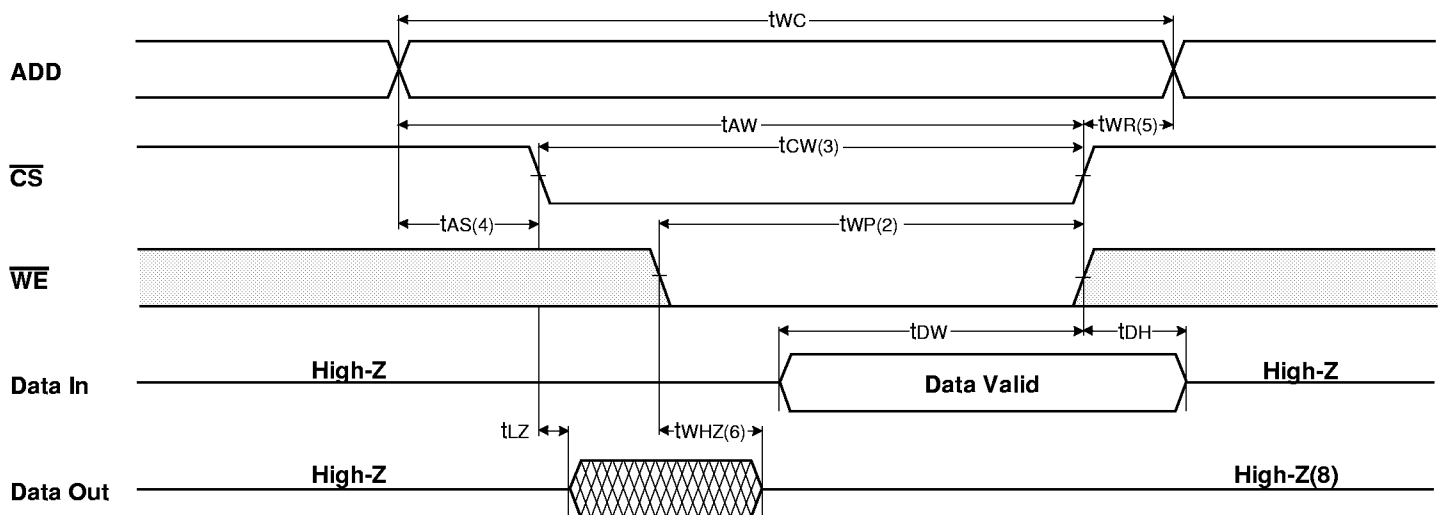 tWC
ADD
tAW
tWR(5)
tCW(3)
CS
tAS(4)
tWP(2)
WE
tDW
tDH
High-Z
Data In
Data Valid
High-Z
tLZ
tWHZ(6)
High-Z
Data Out
High-Z(8)